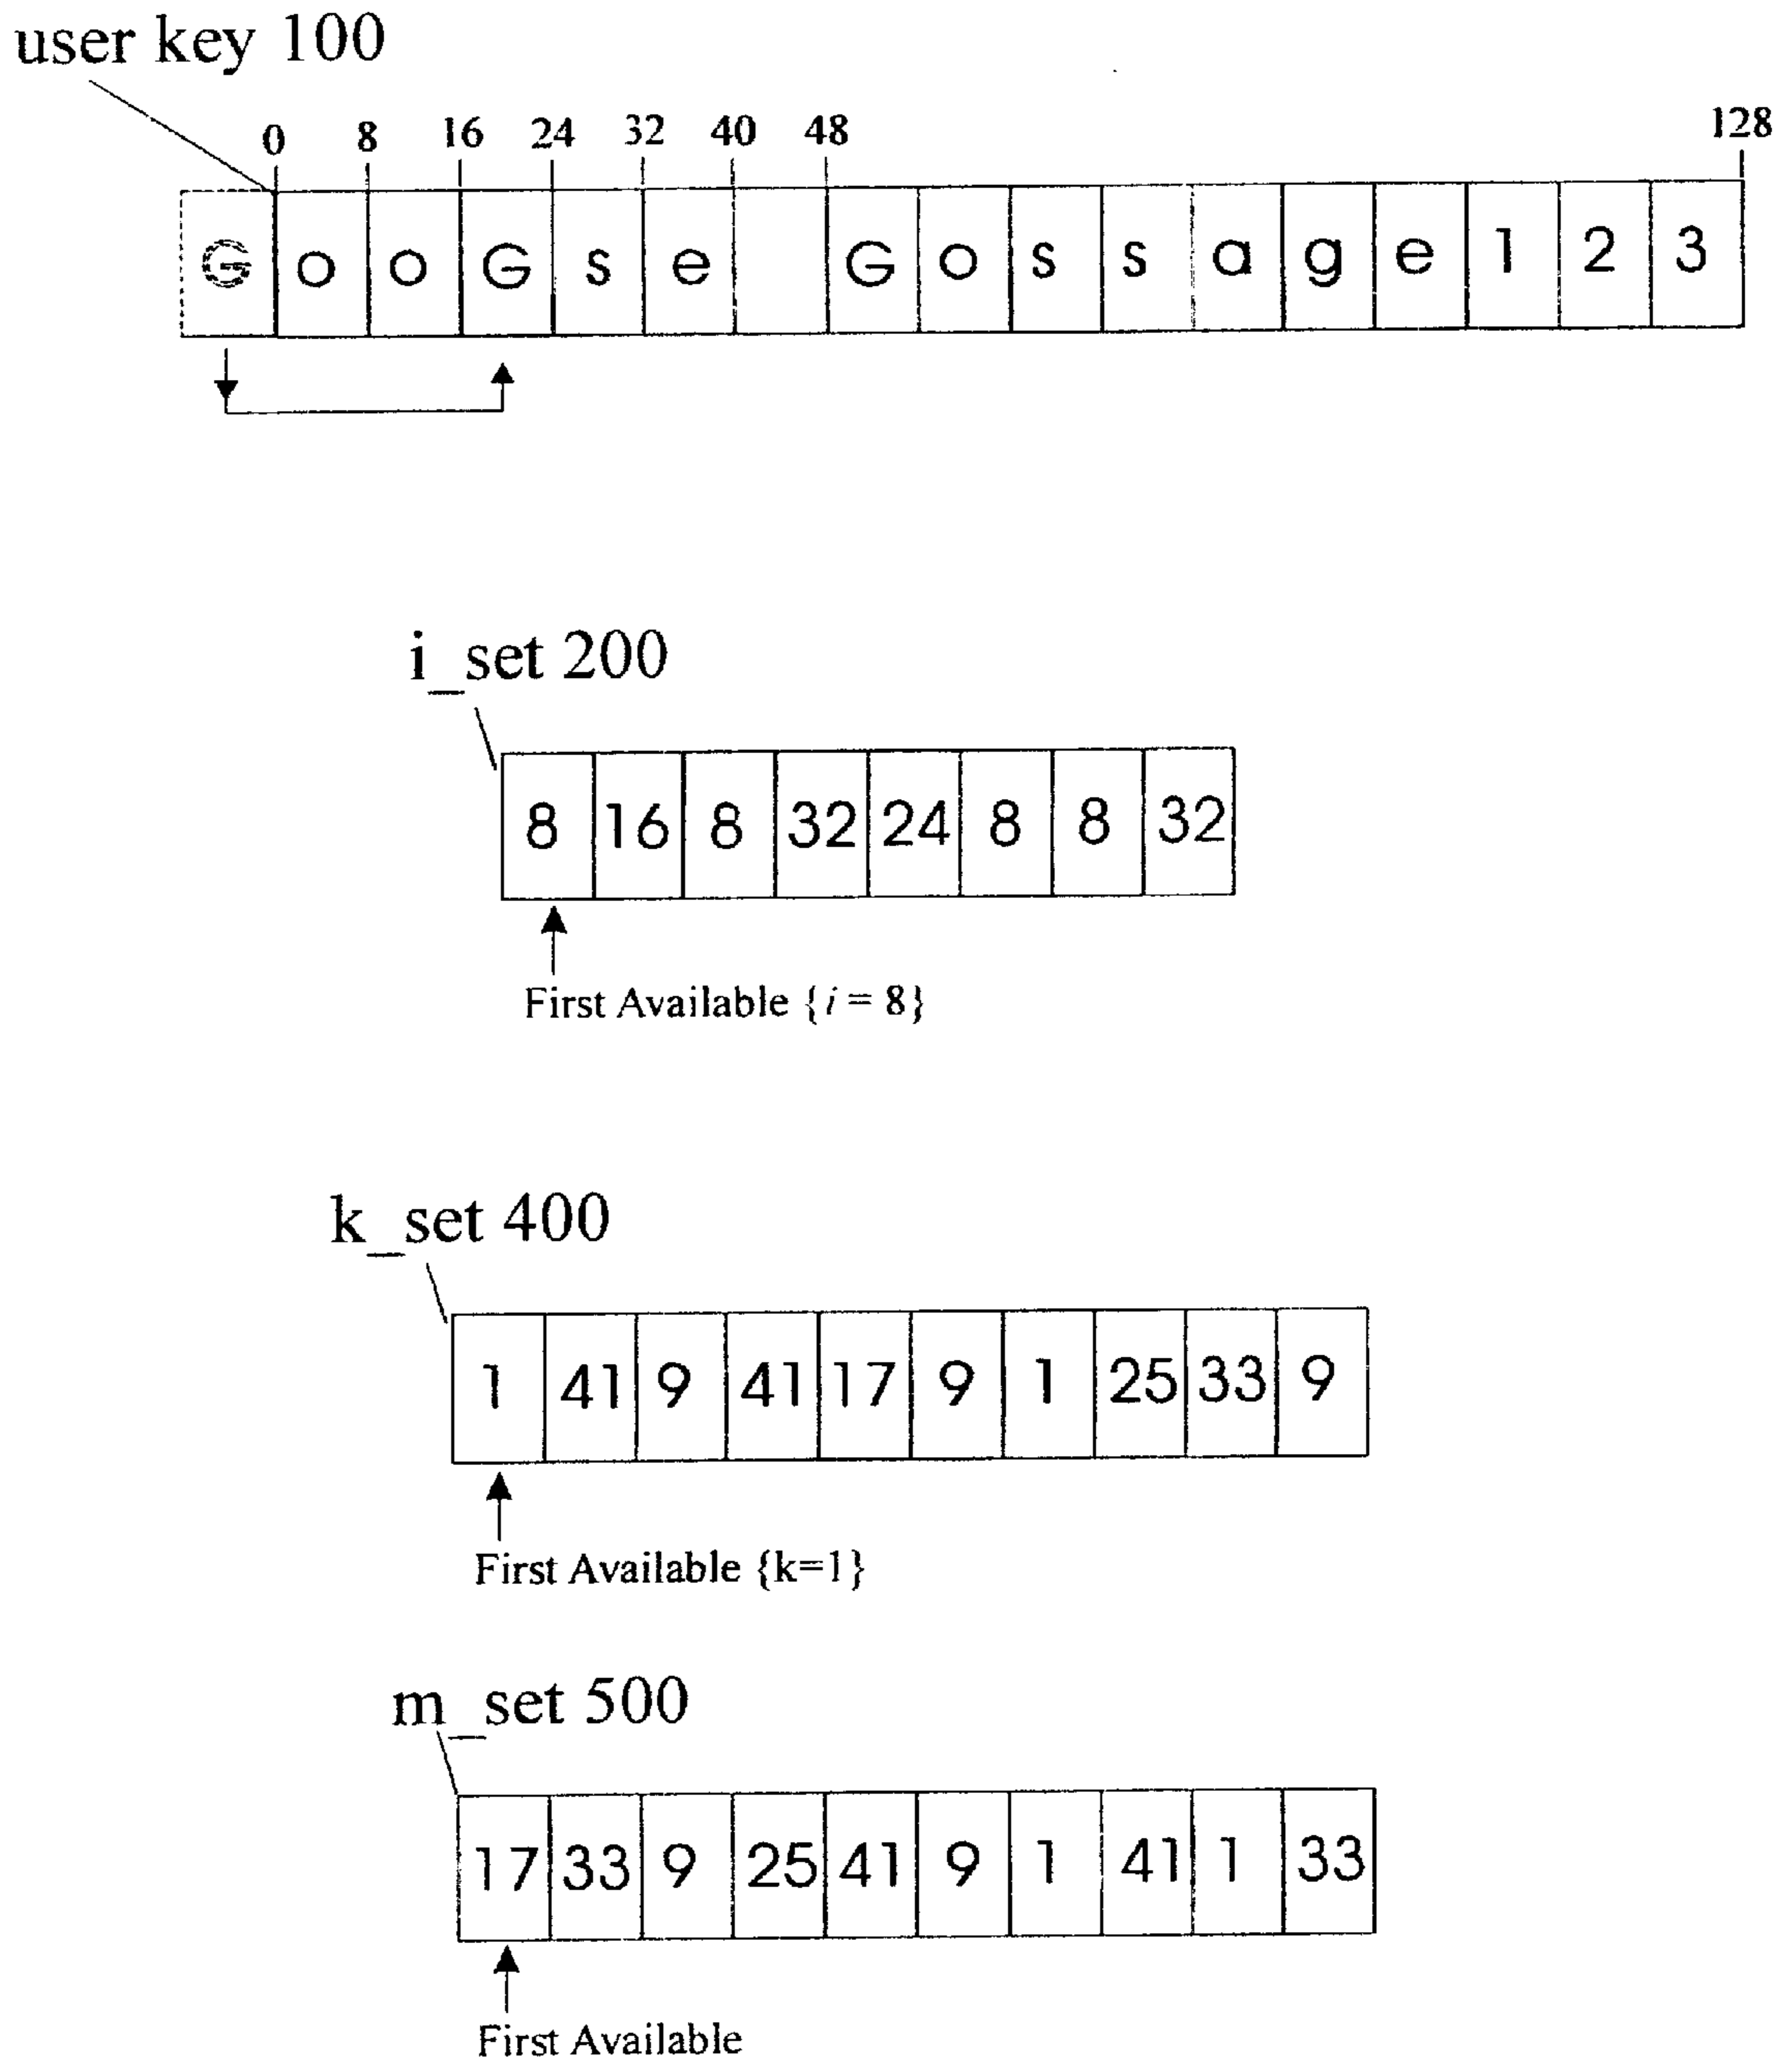 user key 100
0 8 16 24 32 40 48 128
G o o G s e G o s s a g e 1 2 3
i_set 200
8 16 8 32 24 8 8 32
First Available {i = 8}
k_set 400
1 41 9 41 17 9 1 25 33 9
First Available {k=1}
m_set 500
17 33 9 25 41 9 1 41 1 33
First Available